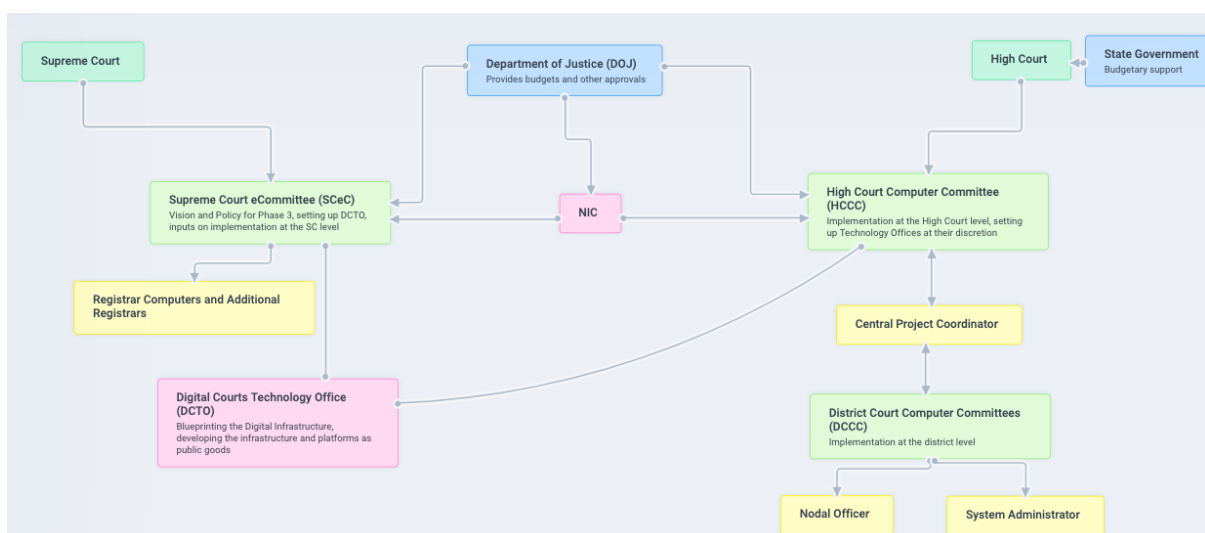 Supreme Court
Department of Justice (DOJ)
Provides budgets and other approvals
High Court
State Government
Budgetary support
Supreme Court eCommittee (SCeC)
Vision and Policy for Phase 3, setting up DCTO,
inputs on implementation at the SC level
NIC
High Court Computer Committee
(HCCC)
Implementation at the High Court level, setting
up Technology Offices at their discretion
Registrar Computers and Additional
Registrars
Central Project Coordinator
Digital Courts Technology Office
(DCTO)
Blueprinting the Digital Infrastructure,
developing the infrastructure and platforms as
public goods
District Court Computer Committees
(DCCC)
Implementation at the district level
Nodal Officer
System Administrator